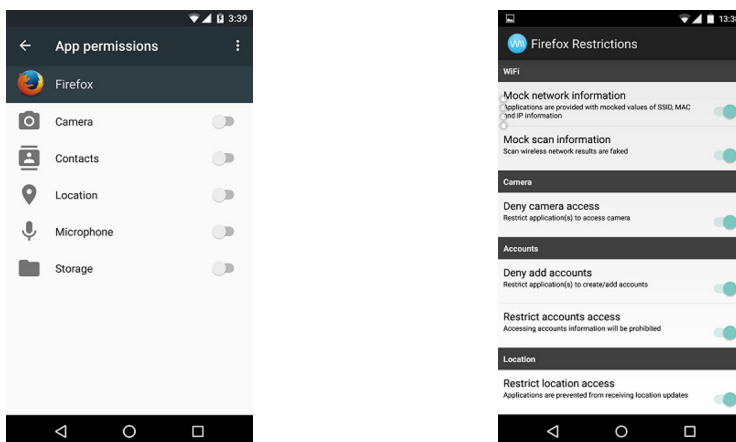 3:39
App permissions
Firefox
Camera
Contacts
Location
Microphone
Storage
13:38
Firefox Restrictions
WiFi
Mock network information
Applications are provided with mocked values of SSID, MAC
and IP information
Mock scan information
Scan wireless network results are faked
Camera
Deny camera access
Restrict application(s) to access camera
Accounts
Deny add accounts
Restrict application(s) to create/add accounts
Restrict accounts access
Accessing accounts information will be prohibited
Location
Restrict location access
Applications are prevented from receiving location updates